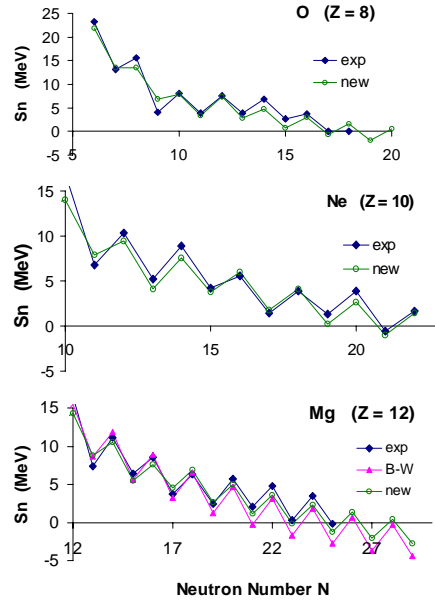 O (Z = 8)
25
20
15
10
5
0
-5
Sn (MeV)
exp
new
5
10
15
20
Ne (Z = 10)
15
10
5
0
-5
Sn (MeV)
exp
new
10
15
20
Mg (Z = 12)
15
10
5
0
-5
Sn (MeV)
exp
B-W
new
12
17
22
27
Neutron Number N